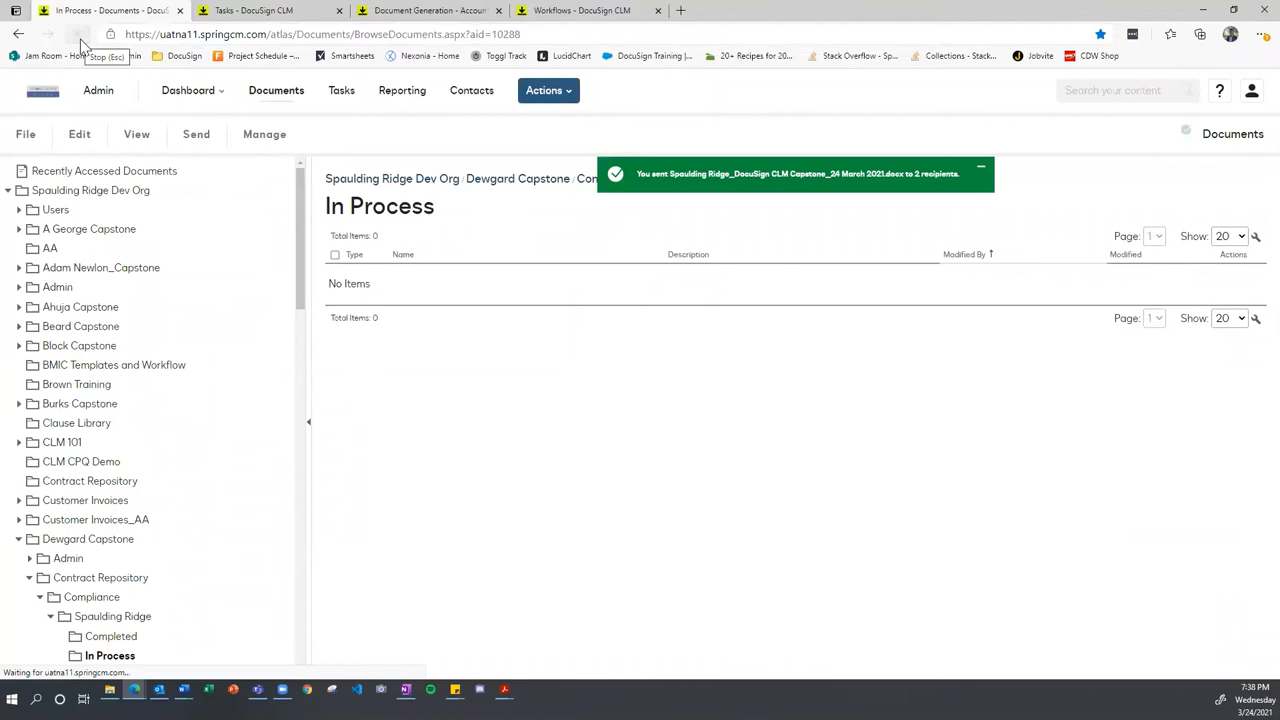 In Process - Documents - DocuS
Tasks - DocuSign CLM
Document Generation - Accoun
Workflows - DocuSign CLM
https://uatna11.springcm.com/atlas/Documents/BrowseDocuments.aspx?aid=10288
Stop (Esc)
Jam Room - Ho
min
DocuSign
Project Schedule -...
Smartsheets
Nexonia - Home
Toggl Track
LucidChart
DocuSign Training |...
20+ Recipes for 20...
Stack Overflow - Sp...
Collections - Stack...
Jobvite
CDW Shop
Admin
Dashboard
Documents
Tasks
Reporting
Contacts
Actions
Search your content
?
File
Edit
View
Send
Manage
Documents
Recently Accessed Documents
Spaulding Ridge Dev Org
Users
A George Capstone
AA
Adam Newlon_Capstone
Admin
Ahuja Capstone
Beard Capstone
Block Capstone
BMIC Templates and Workflow
Brown Training
Burks Capstone
Clause Library
CLM 101
CLM CPQ Demo
Contract Repository
Customer Invoices
Customer Invoices_AA
Dewgard Capstone
Admin
Contract Repository
Compliance
Spaulding Ridge
Completed
In Process
Spaulding Ridge Dev Org / Dewgard Capstone / Con
You sent Spaulding Ridge_DocuSign CLM Capstone_24 March 2021.docx to 2 recipients.
In Process
Total Items: 0
Page: 1
Show: 20
Type
Name
Description
Modified By
Modified
Actions
No Items
Total Items: 0
Page: 1
Show: 20
Waiting for uatna11.springcm.com...
7:38 PM
Wednesday
3/24/2021